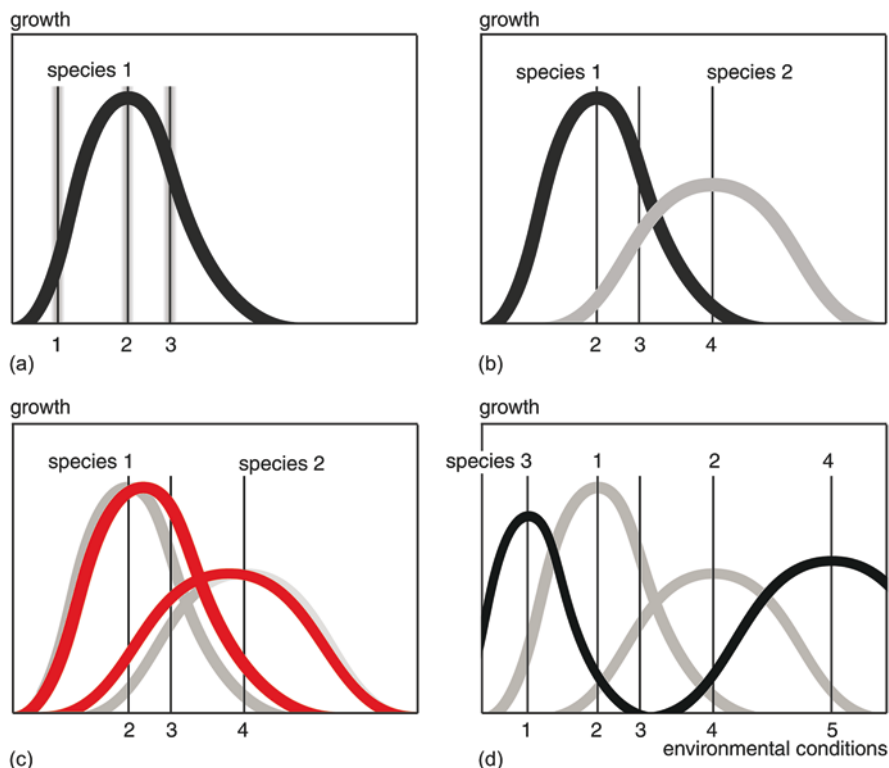 growth
species 1
1 2 3
(a)
growth
species 1 species 2
2 3 4
(b)
growth
species 1 species 2
2 3 4
(c)
growth
species 3 1 2 4
1 2 3 4 5
environmental conditions
(d)